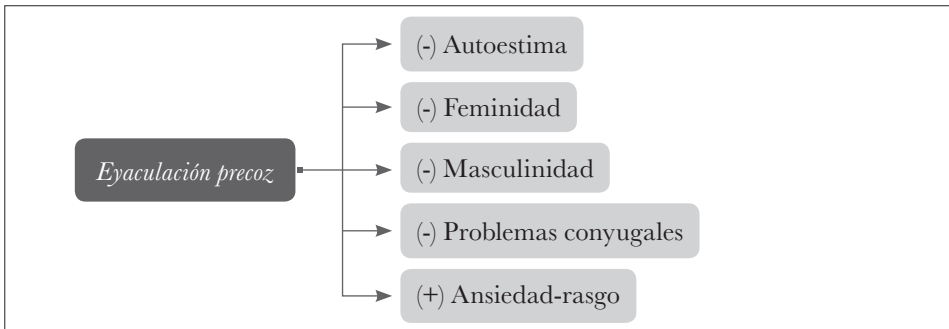 (-) Autoestima
(-) Feminidad
Eyaculación precoz
(-) Masculinidad
(-) Problemas conyugales
(+) Ansiedad-rasgo